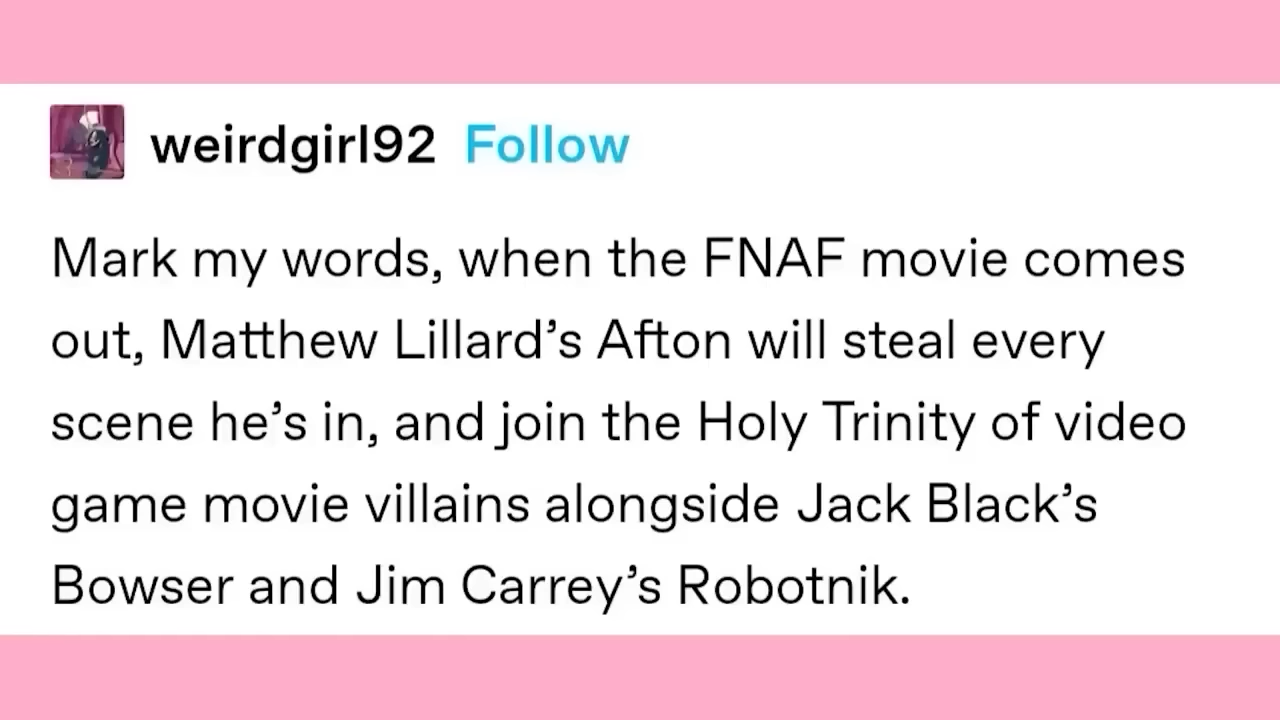 weirdgirl92 Follow
Mark my words, when the FNAF movie comes
out, Matthew Lillard’s Afton will steal every
scene he’s in, and join the Holy Trinity of video
game movie villains alongside Jack Black’s
Bowser and Jim Carrey’s Robotnik.